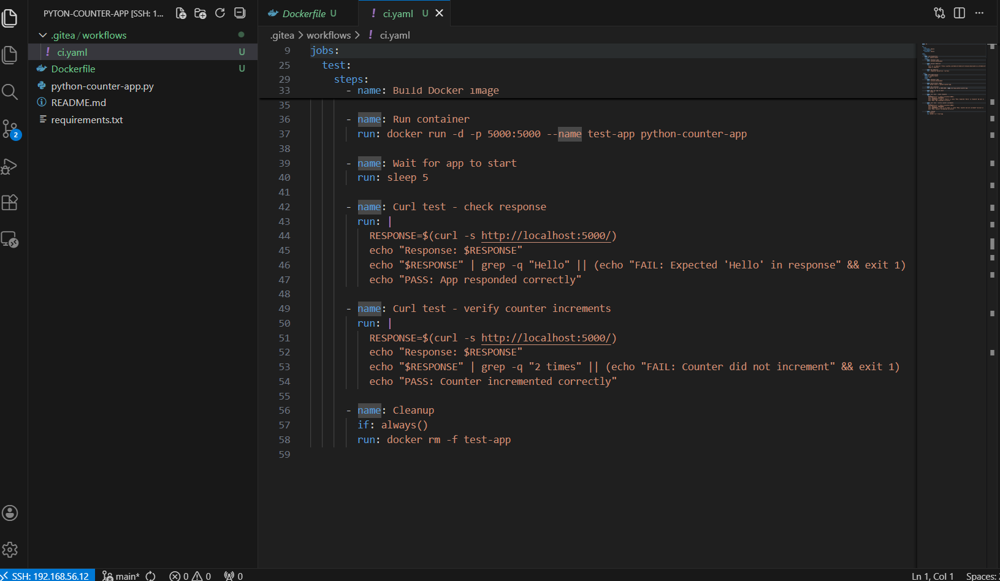 PYTON-COUNTER-APP [SSH: 1...
.gitea / workflows
! ci.yaml U
Dockerfile U
python-counter-app.py
README.md
requirements.txt
2
Dockerfile U
! ci.yaml U
.gitea > workflows > ! ci.yaml
9 jobs:
25 test:
29 steps:
33 - name: Build Docker image
35
36 - name: Run container
37 run: docker run -d -p 5000:5000 --name test-app python-counter-app
38
39 - name: Wait for app to start
40 run: sleep 5
41
42 - name: Curl test - check response
43 run: |
44 RESPONSE=$(curl -s http://localhost:5000/)
45 echo "Response: $RESPONSE"
46 echo "$RESPONSE" | grep -q "Hello" || (echo "FAIL: Expected 'Hello' in response" && exit 1)
47 echo "PASS: App responded correctly"
48
49 - name: Curl test - verify counter increments
50 run: |
51 RESPONSE=$(curl -s http://localhost:5000/)
52 echo "Response: $RESPONSE"
53 echo "$RESPONSE" | grep -q "2 times" || (echo "FAIL: Counter did not increment" && exit 1)
54 echo "PASS: Counter incremented correctly"
55
56 - name: Cleanup
57 if: always()
58 run: docker rm -f test-app
59
SSH: 192.168.56.12 main* 0 0 0 Ln 1, Col 1 Spaces: